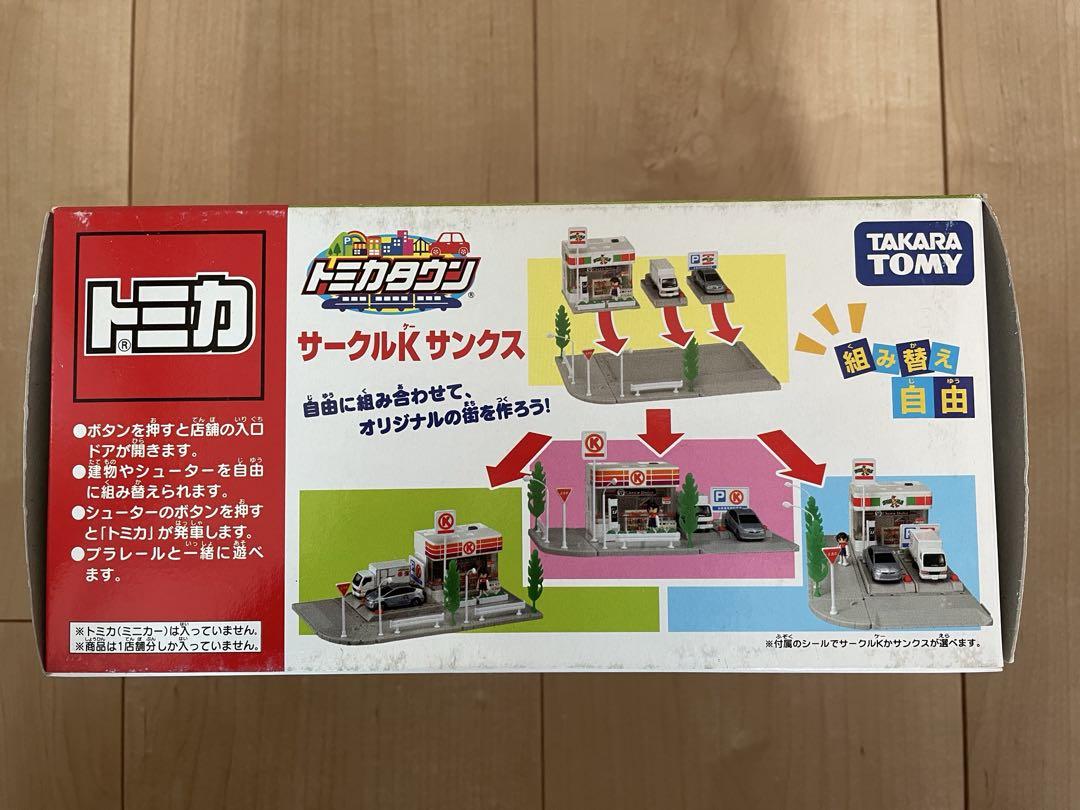 トミカ®
●ボタンを押すと店舗の入口
ドアが開きます。
●建物やシューターを自由
に組み替えられます。
●シューターのボタンを押す
と「トミカ」が発車します。
●プラレールと一緒に遊べ
ます。
※トミカ(ミニカー)は入っていません。
※商品は1店舗分しか入っていません。
トミカタウン®
サークルKサンクス
自由に組み合わせて、
オリジナルの街を作ろう!
TAKARA
TOMY
組み替え
自由
P
K
K
P K
K
K
※付属のシールでサークルKかサンクスが選べます。